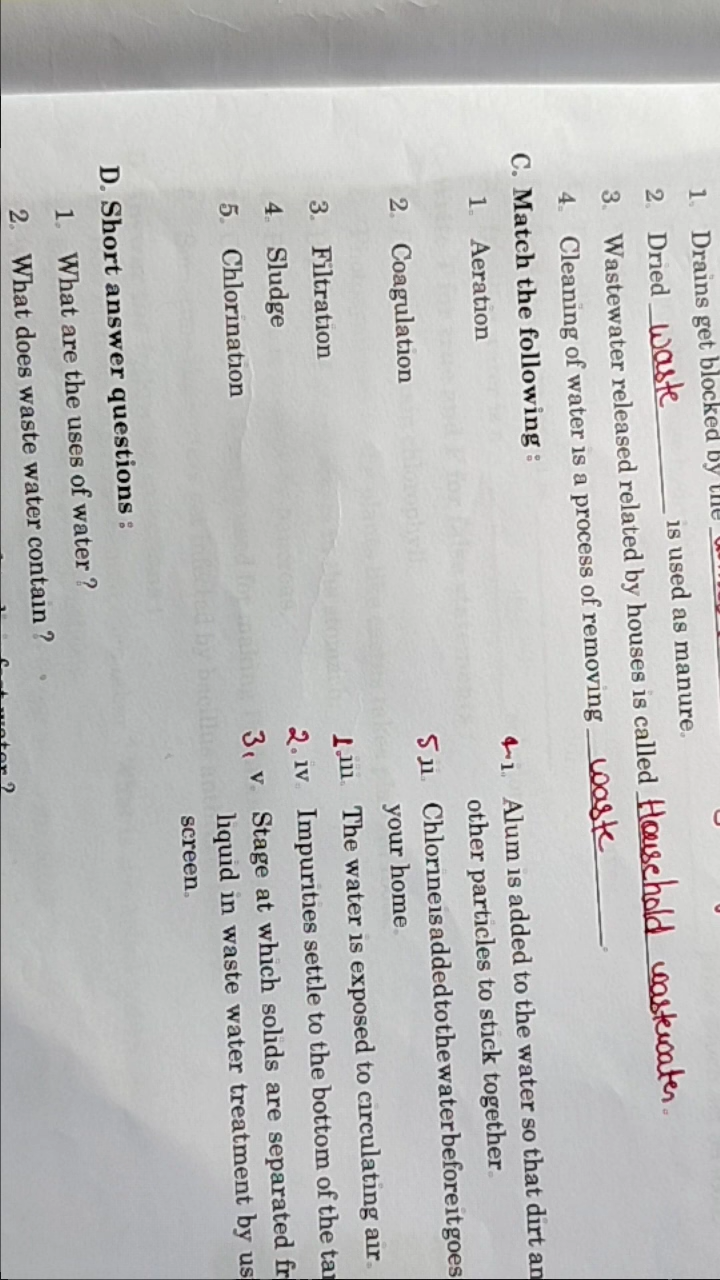 1. Drains get blocked by the
2. Dried waste is used as manure.
3. Wastewater released related by houses is called Household wastewater.
4. Cleaning of water is a process of removing waste.
C. Match the following :
1. Aeration
4 i. Alum is added to the water so that dirt an
other particles to stick together.
2. Coagulation
5 ii. Chlorineisaddedtothewaterbeforeitgoes
your home.
3. Filtration
1. iii. The water is exposed to circulating air.
4. Sludge
2. iv. Impurities settle to the bottom of the ta
5. Chlorination
3, v. Stage at which solids are separated fr
liquid in waste water treatment by us
screen.
D. Short answer questions :
1. What are the uses of water ?
2. What does waste water contain ?